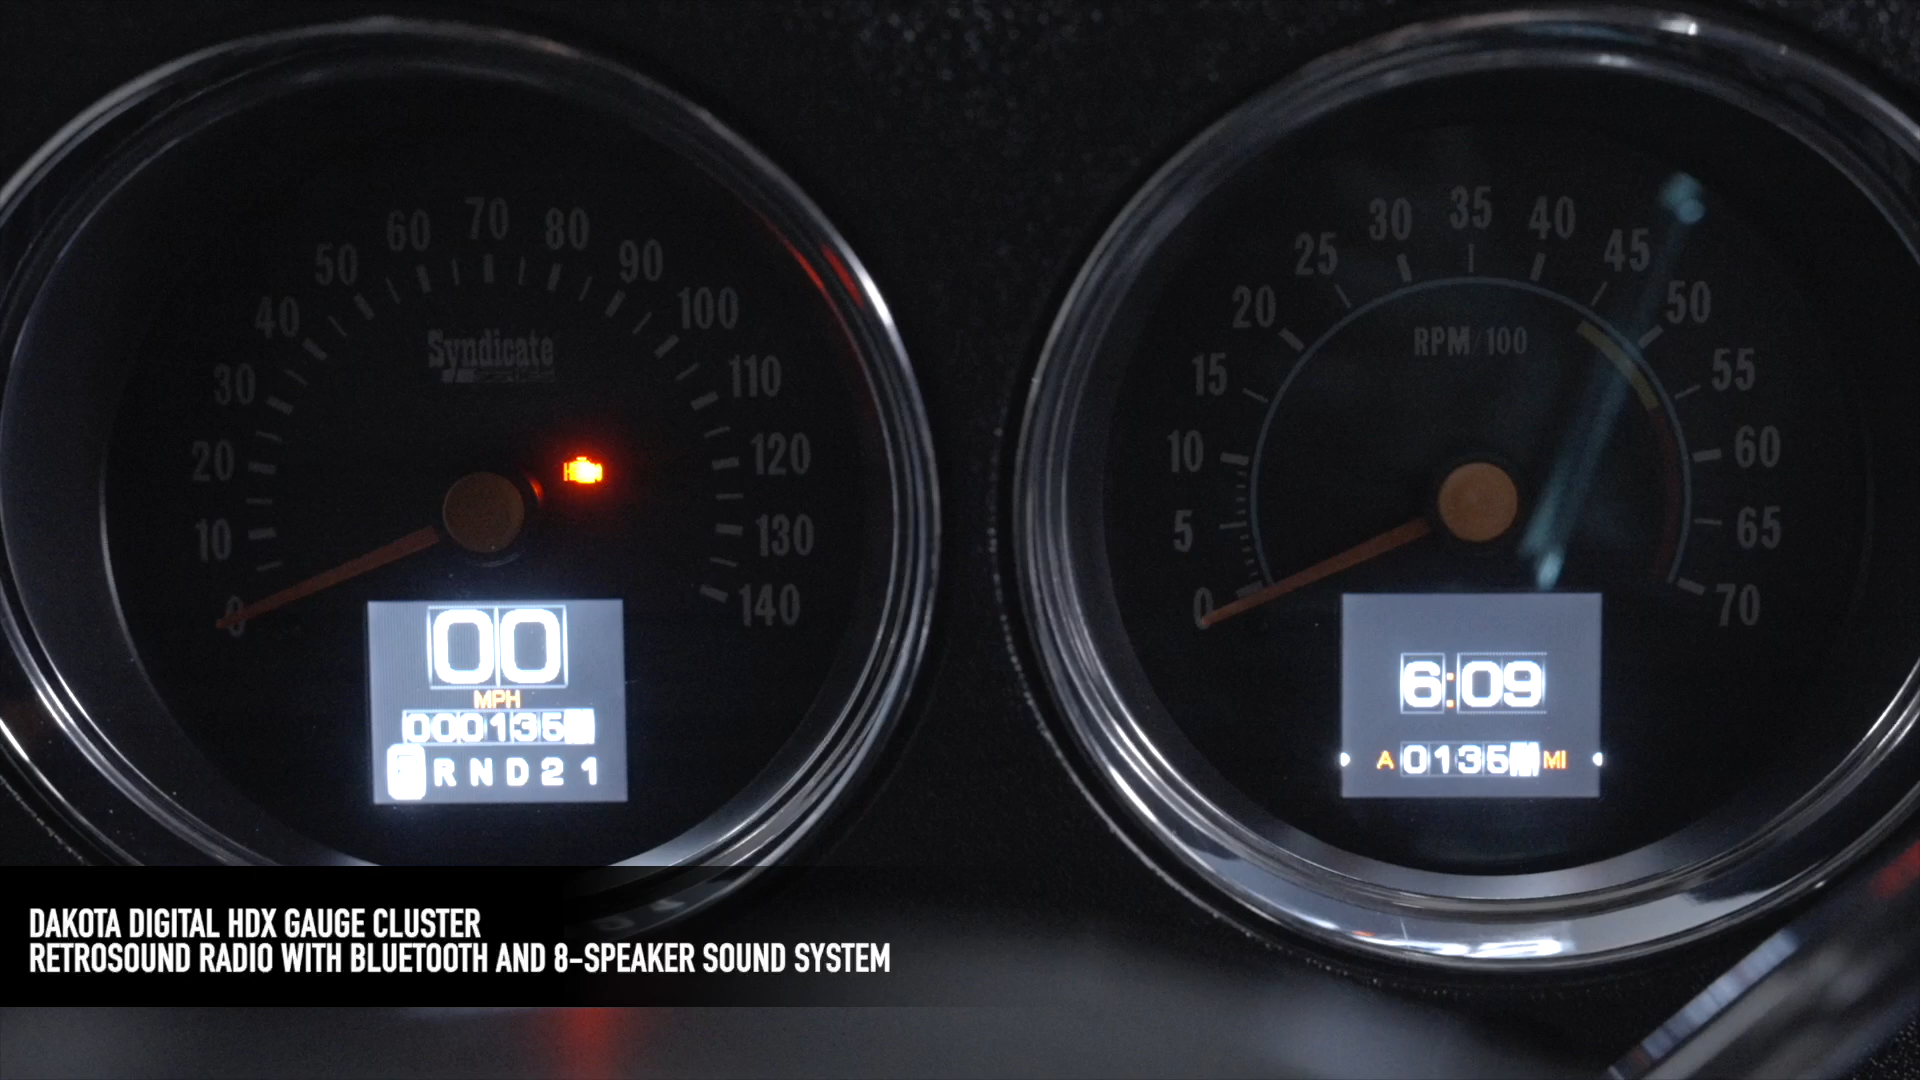 60 70 80
50 90
40 100
Syndicate
30 110
20 120
10 130
0 140
00
MPH
000135
R N D 2 1
30 35 40
25 45
20 50
RPM/100
15 55
10 60
5 65
0 70
6:09
A 0135 MI
DAKOTA DIGITAL HDX GAUGE CLUSTER
RETROSOUND RADIO WITH BLUETOOTH AND 8-SPEAKER SOUND SYSTEM